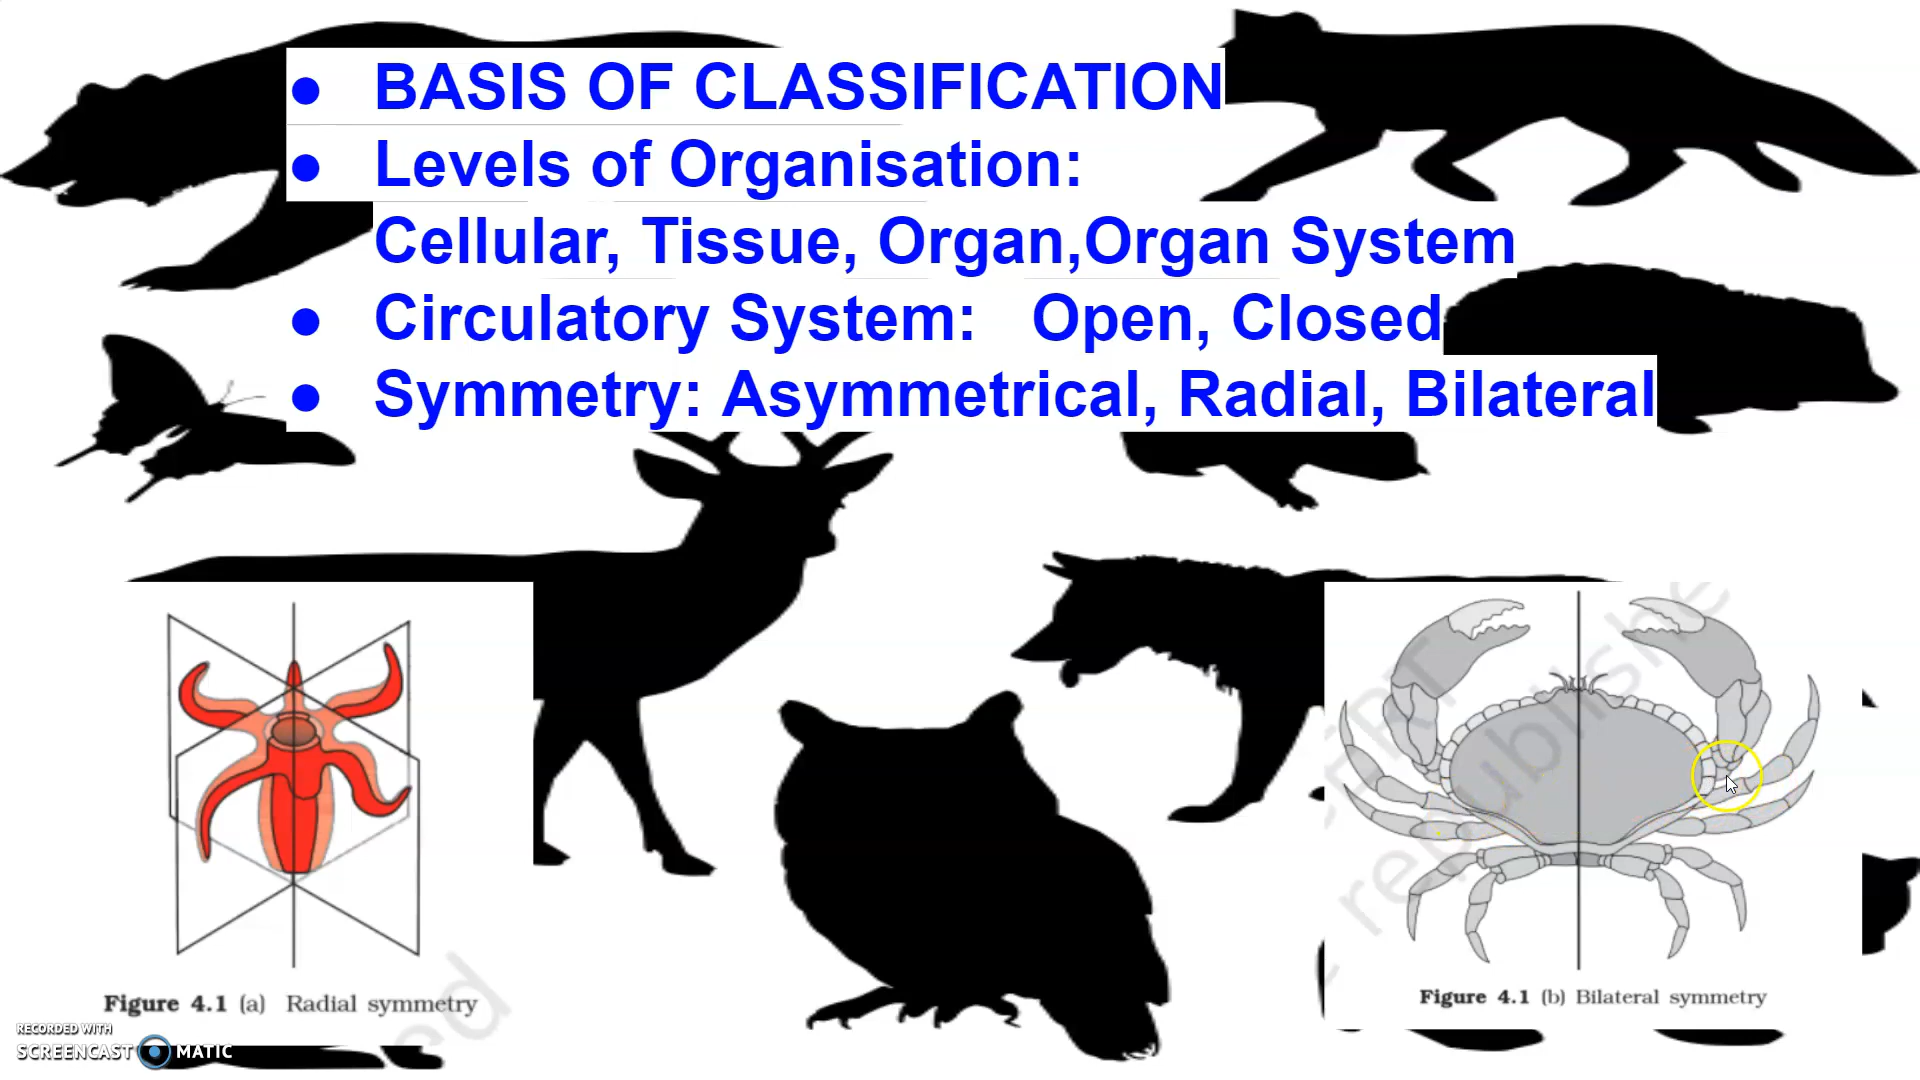 ● BASIS OF CLASSIFICATION
● Levels of Organisation:
Cellular, Tissue, Organ,Organ System
● Circulatory System: Open, Closed
● Symmetry: Asymmetrical, Radial, Bilateral
Figure 4.1 (a) Radial symmetry
Figure 4.1 (b) Bilateral symmetry
RECORDED WITH
SCREENCAST MATIC